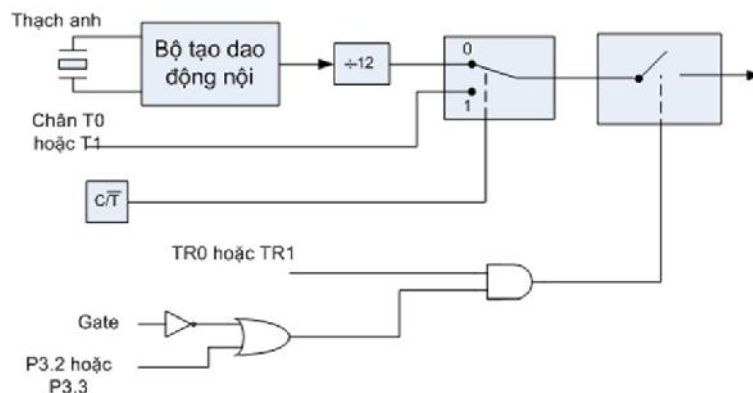 Thạch anh
Bộ tạo dao
động nội
÷12
0
1
Chân T0
hoặc T1
C/T̅
TR0 hoặc TR1
Gate
P3.2 hoặc
P3.3